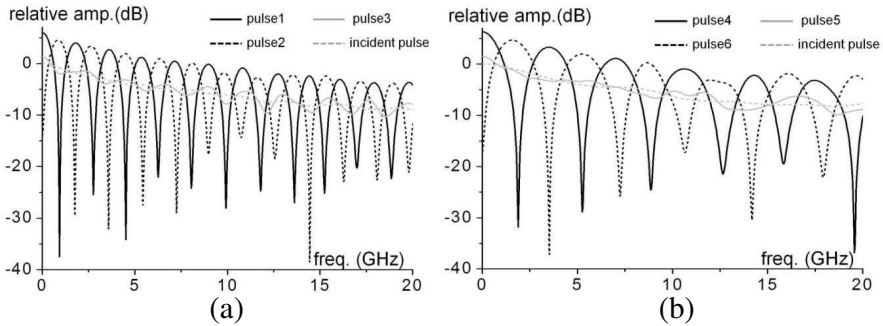 relative amp.(dB)
pulse1
pulse3
pulse2
incident pulse
0
-10
-20
-30
-40
freq. (GHz)
0
5
10
15
20
(a)
relative amp.(dB)
pulse4
pulse5
pulse6
incident pulse
0
-10
-20
-30
-40
freq. (GHz)
0
5
10
15
20
(b)